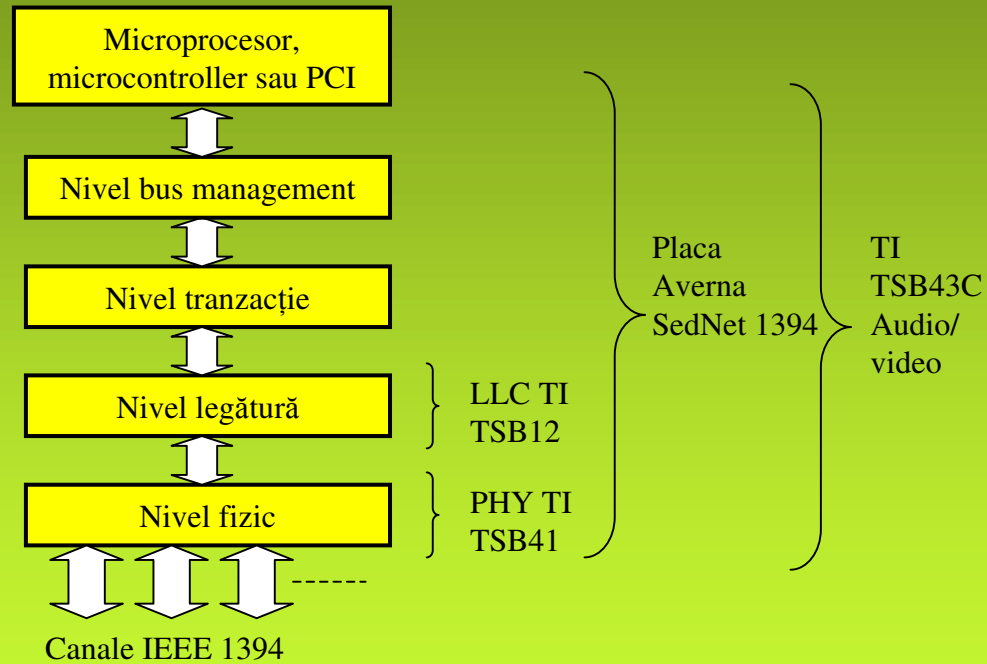 Microprocesor,
microcontroller sau PCI
Nivel bus management
Nivel tranzacție
Nivel legătură
Nivel fizic
Canale IEEE 1394
LLC TI
TSB12
PHY TI
TSB41
Placa
Averna
SedNet 1394
TI
TSB43C
Audio/
video